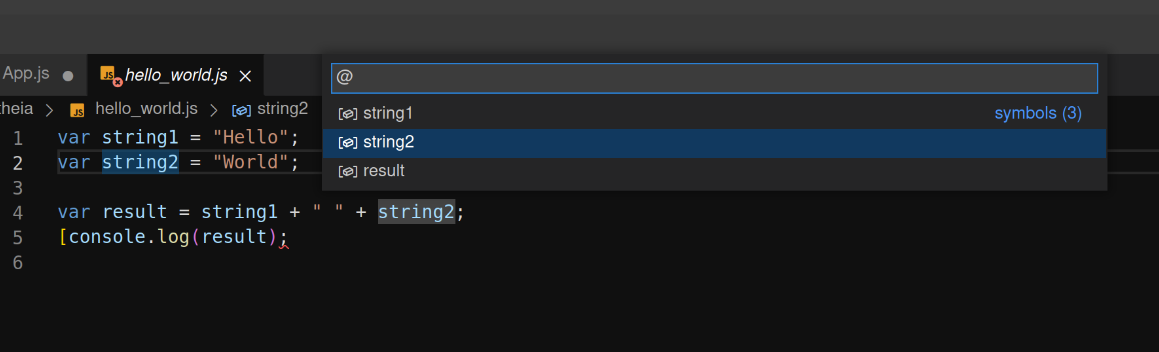 App.js
hello_world.js
theia > hello_world.js > string2
@
string1 symbols (3)
string2
result
1 var string1 = "Hello";
2 var string2 = "World";
3
4 var result = string1 + " " + string2;
5 [console.log(result);
6